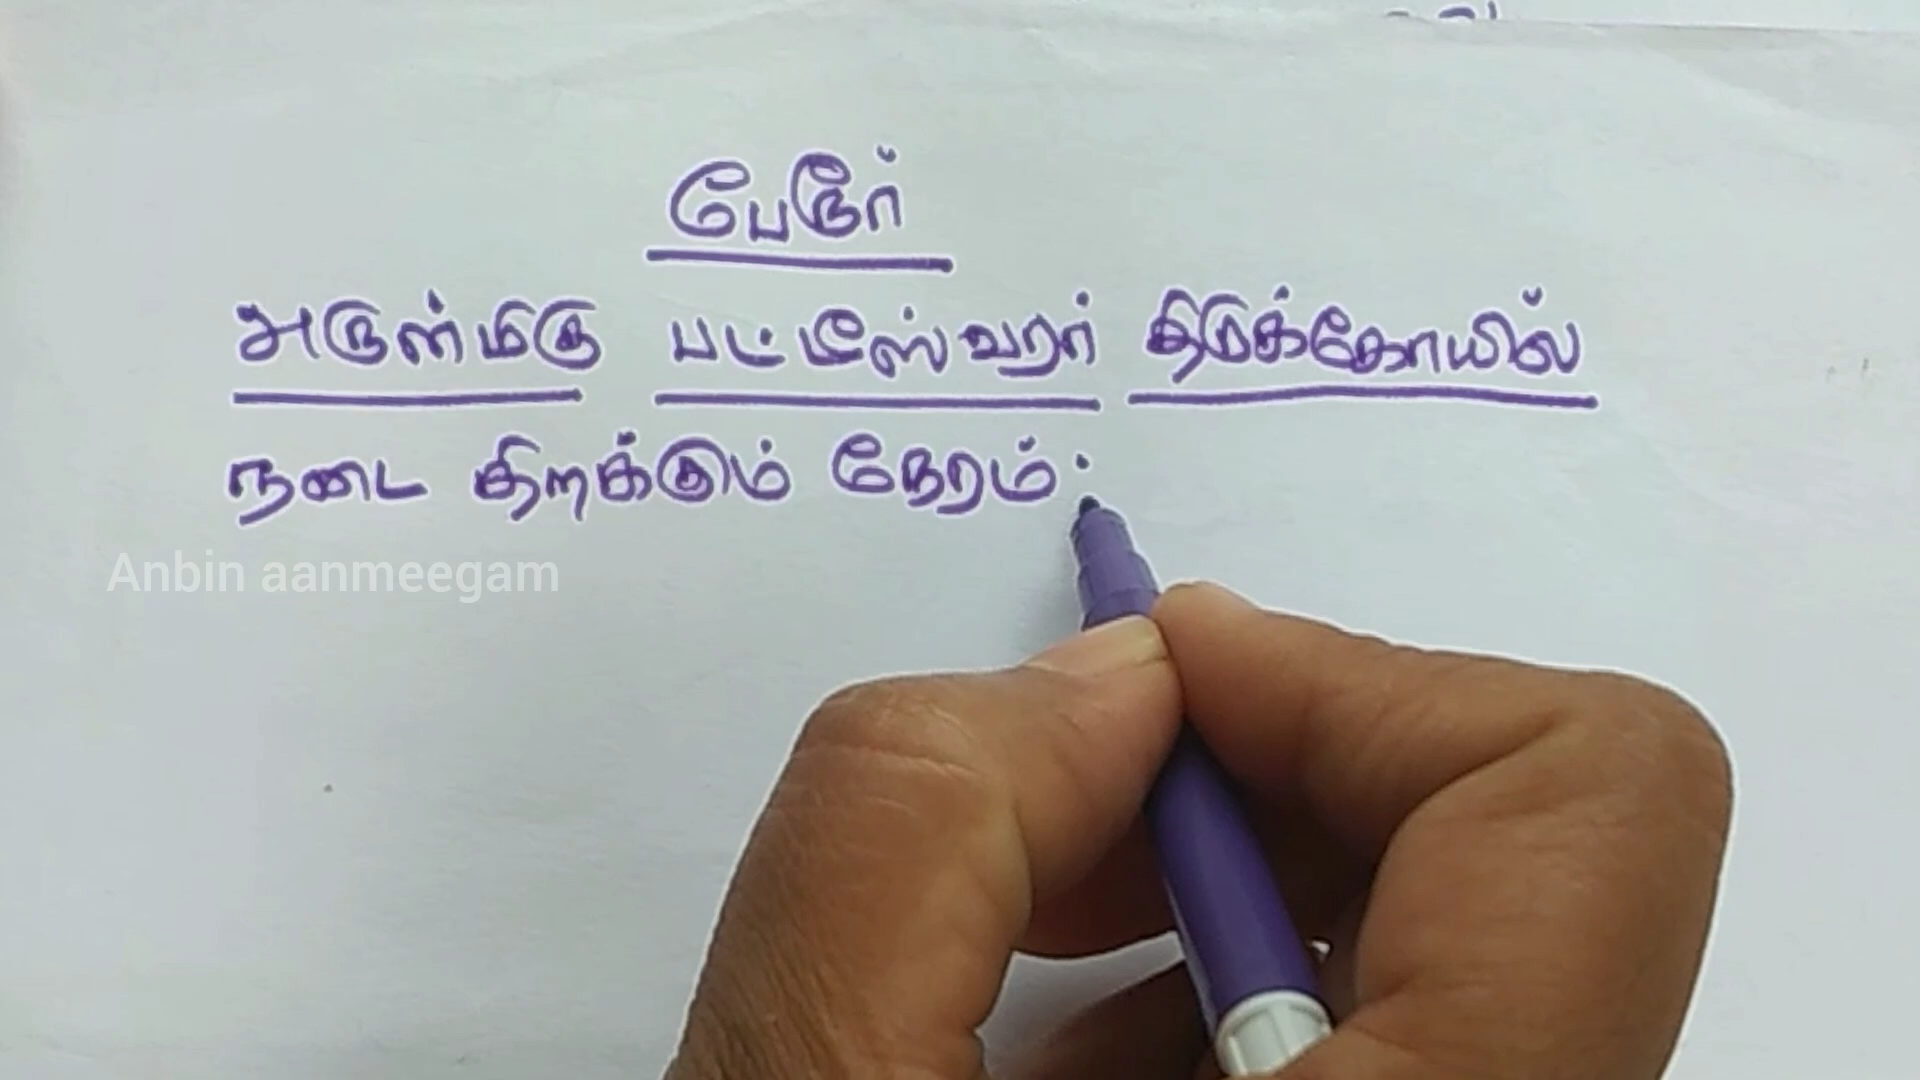 பேரூர்
அருள்மிகு பட்டீஸ்வரர் திருக்கோயில்
நடை திறக்கும் நேரம்:
Anbin aanmeegam